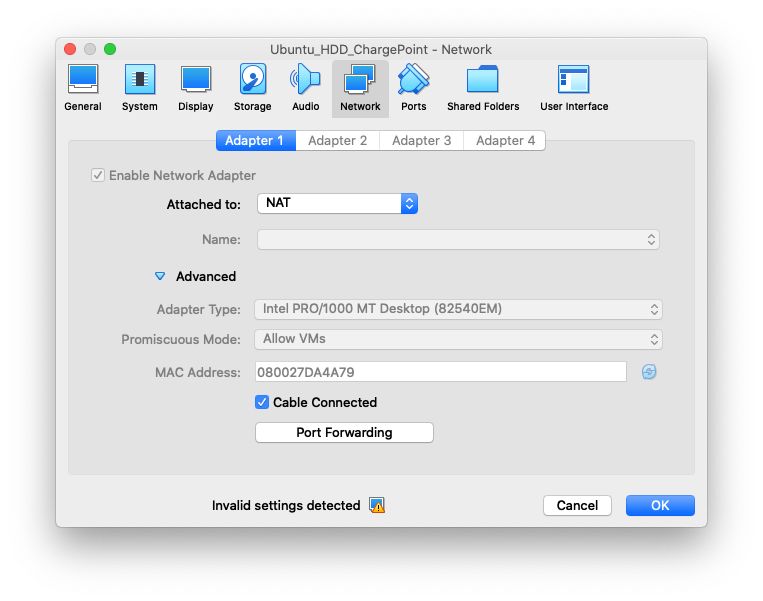 Ubuntu_HDD_ChargePoint - Network
General System Display Storage Audio Network Ports Shared Folders User Interface
Adapter 1 Adapter 2 Adapter 3 Adapter 4
Enable Network Adapter
Attached to: NAT
Name:
Advanced
Adapter Type: Intel PRO/1000 MT Desktop (82540EM)
Promiscuous Mode: Allow VMs
MAC Address: 080027DA4A79
Cable Connected
Port Forwarding
Invalid settings detected Cancel OK